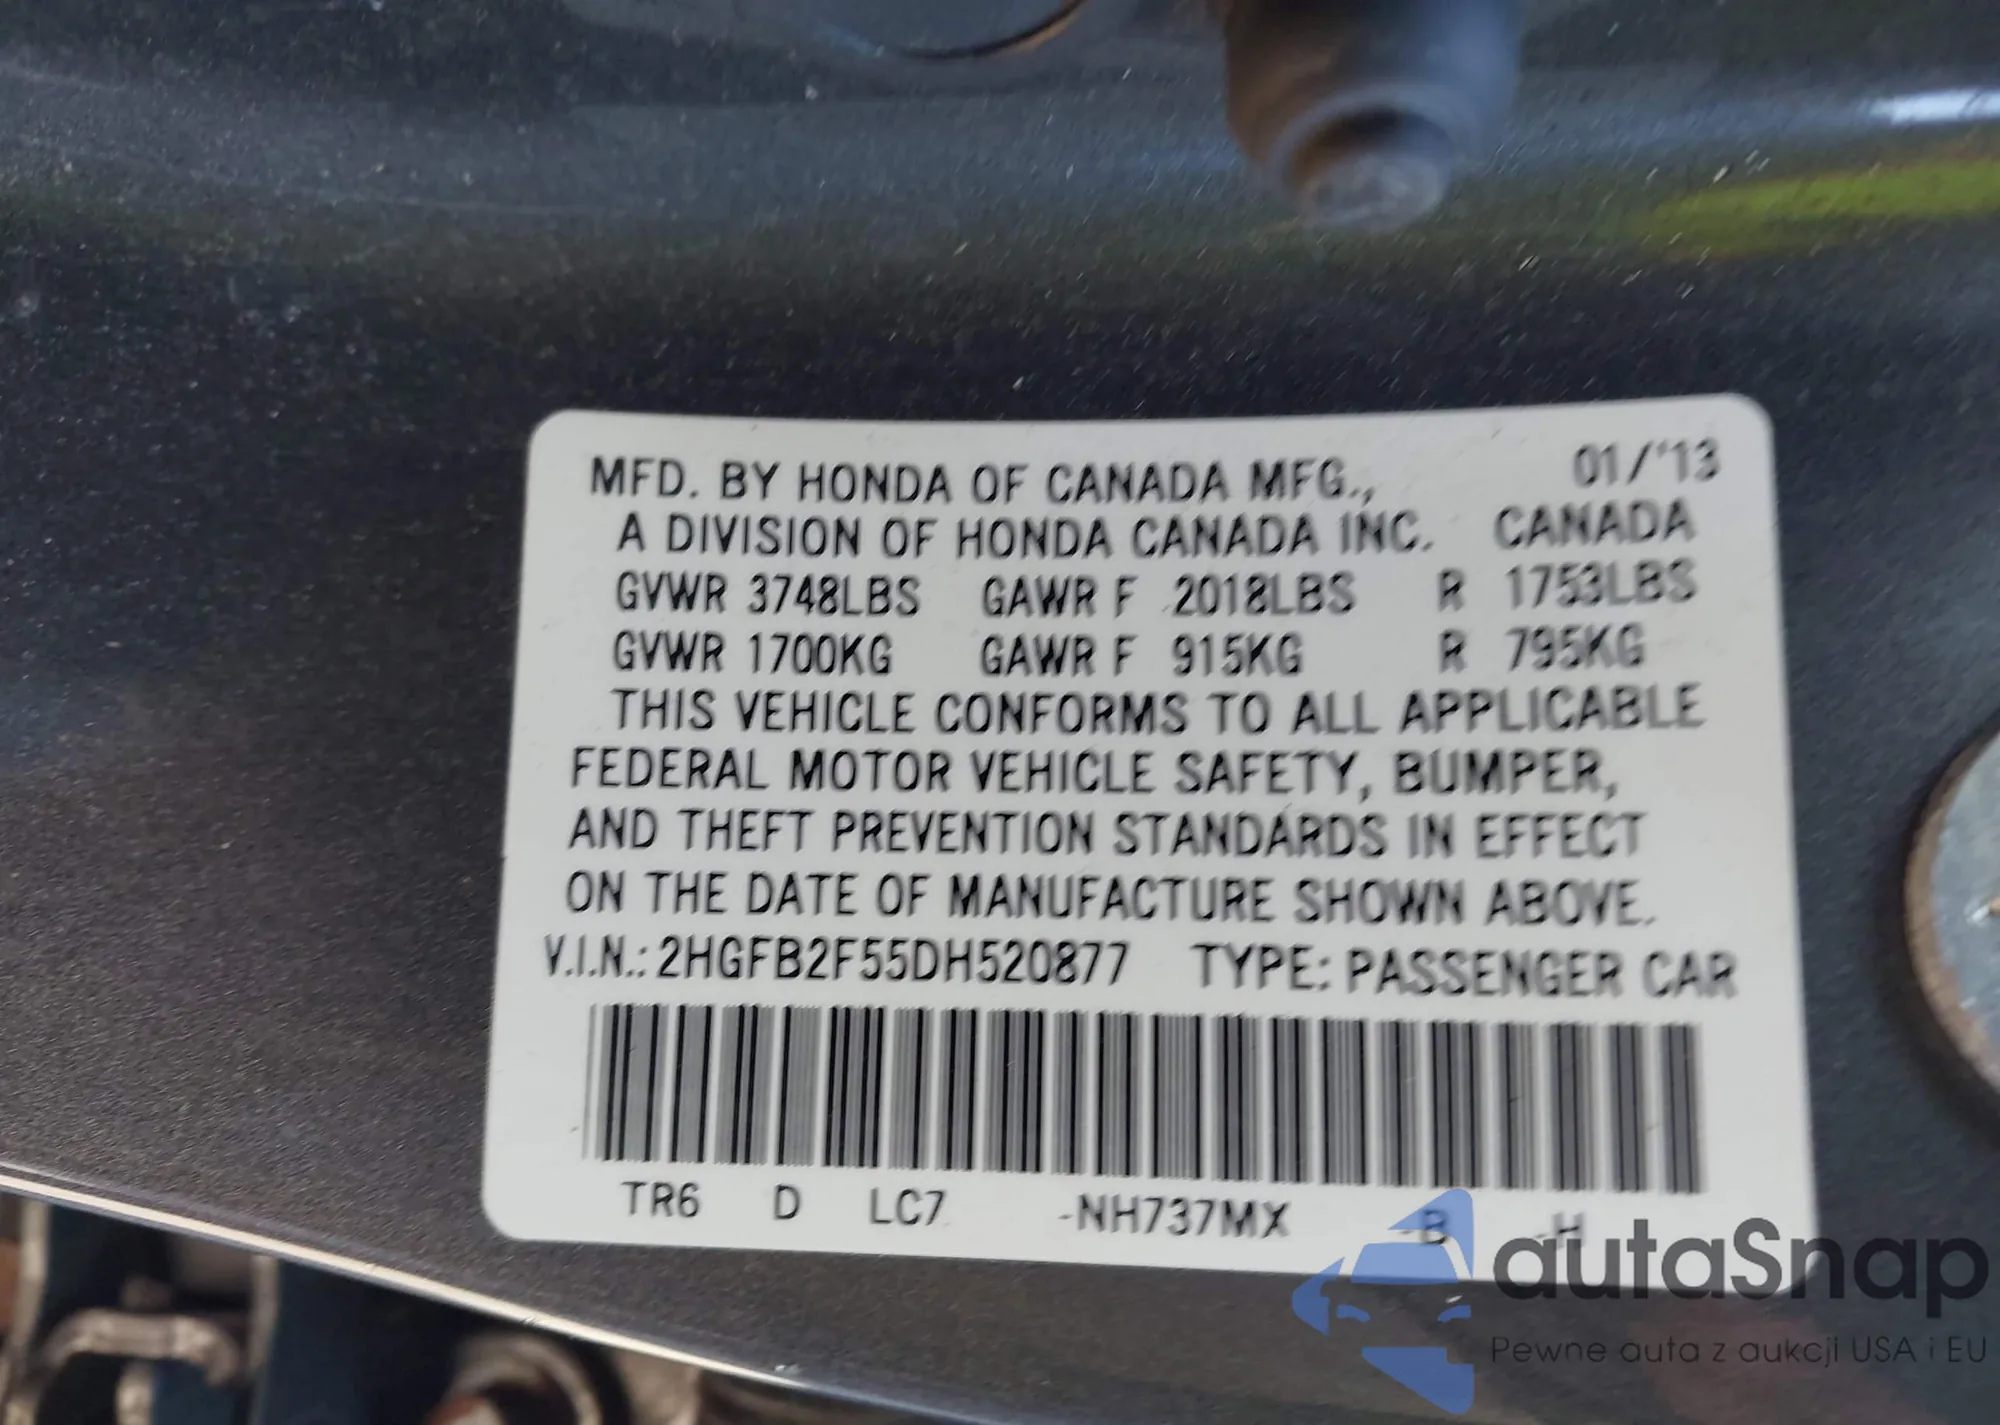 MFD. BY HONDA OF CANADA MFG., 01/'13
A DIVISION OF HONDA CANADA INC. CANADA
GVWR 3748LBS GAWR F 2018LBS R 1753LBS
GVWR 1700KG GAWR F 915KG R 795KG
THIS VEHICLE CONFORMS TO ALL APPLICABLE
FEDERAL MOTOR VEHICLE SAFETY, BUMPER,
AND THEFT PREVENTION STANDARDS IN EFFECT
ON THE DATE OF MANUFACTURE SHOWN ABOVE.
V.I.N.: 2HGFB2F55DH520877 TYPE: PASSENGER CAR
TR6 D LC7 -NH737MX -B -H
autaSnap
Pewne auta z aukcji USA i EU